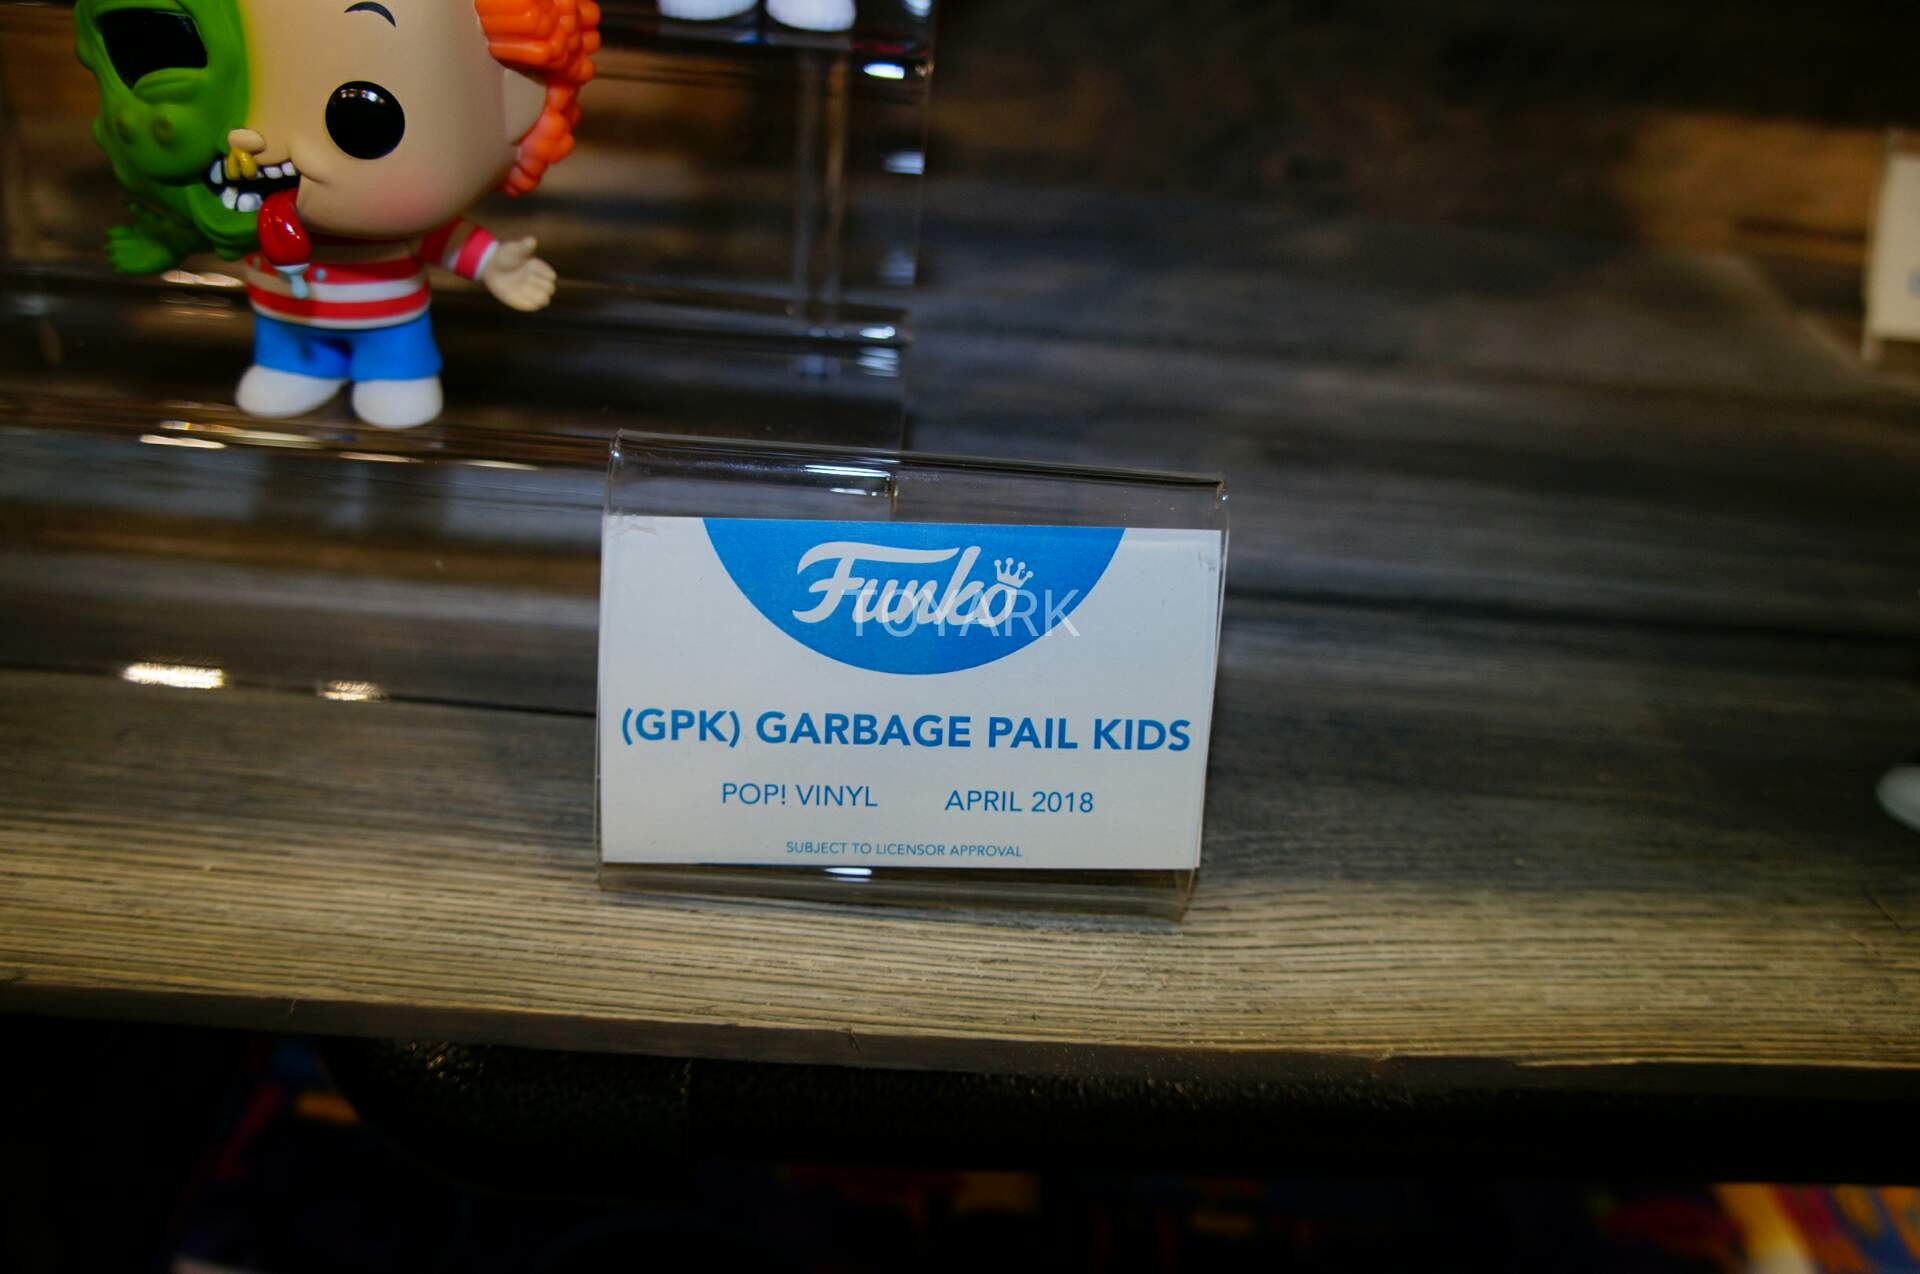 Funko
TOYARK
(GPK) GARBAGE PAIL KIDS
POP! VINYL APRIL 2018
SUBJECT TO LICENSOR APPROVAL